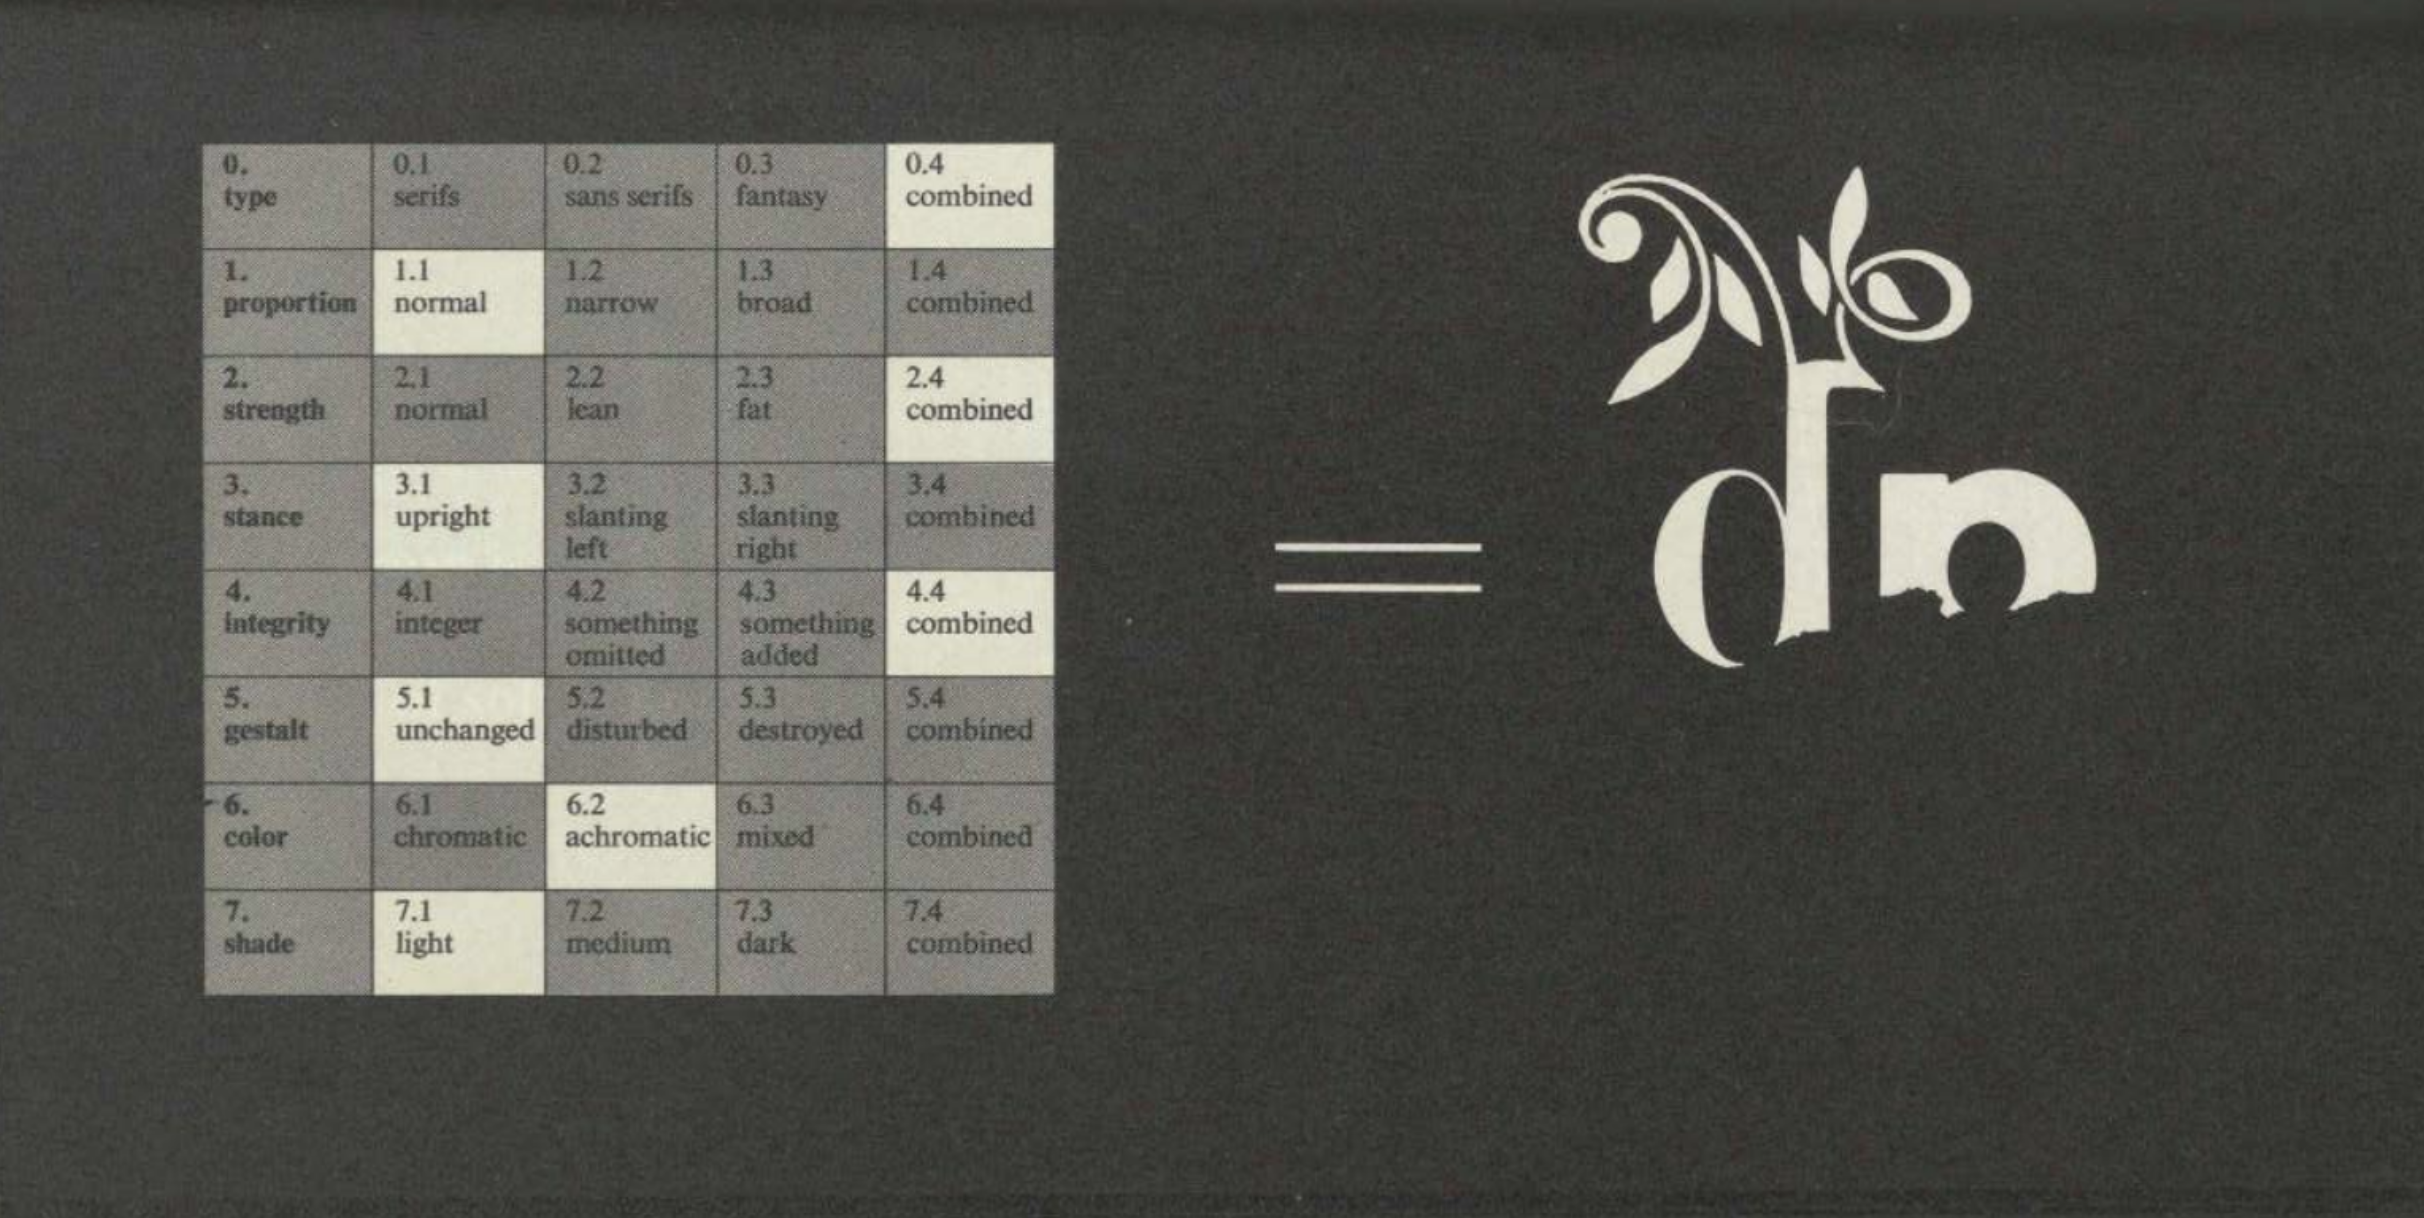 0.
type
0.1
serifs
0.2
sans serifs
0.3
fantasy
0.4
combined
1.
proportion
1.1
normal
1.2
narrow
1.3
broad
1.4
combined
2.
strength
2.1
normal
2.2
lean
2.3
fat
2.4
combined
3.
stance
3.1
upright
3.2
slanting
left
3.3
slanting
right
3.4
combined
4.
integrity
4.1
integer
4.2
something
omitted
4.3
something
added
4.4
combined
5.
gestalt
5.1
unchanged
5.2
disturbed
5.3
destroyed
5.4
combined
6.
color
6.1
chromatic
6.2
achromatic
6.3
mixed
6.4
combined
7.
shade
7.1
light
7.2
medium
7.3
dark
7.4
combined
=
dn